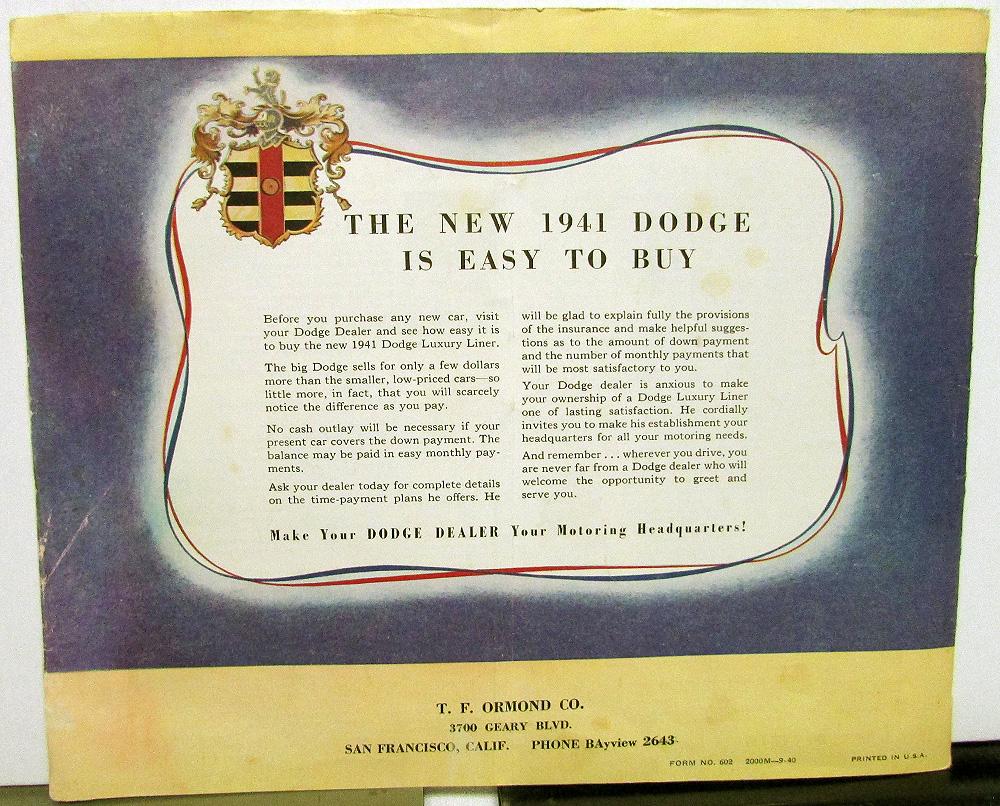 THE NEW 1941 DODGE
IS EASY TO BUY
Before you purchase any new car, visit
your Dodge Dealer and see how easy it is
to buy the new 1941 Dodge Luxury Liner.
The big Dodge sells for only a few dollars
more than the smaller, low-priced cars—so
little more, in fact, that you will scarcely
notice the difference as you pay.
No cash outlay will be necessary if your
present car covers the down payment. The
balance may be paid in easy monthly pay-
ments.
Ask your dealer today for complete details
on the time-payment plans he offers. He
will be glad to explain fully the provisions
of the insurance and make helpful sugges-
tions as to the amount of down payment
and the number of monthly payments that
will be most satisfactory to you.
Your Dodge dealer is anxious to make
your ownership of a Dodge Luxury Liner
one of lasting satisfaction. He cordially
invites you to make his establishment your
headquarters for all your motoring needs.
And remember . . . wherever you drive, you
are never far from a Dodge dealer who will
welcome the opportunity to greet and
serve you.
Make Your DODGE DEALER Your Motoring Headquarters!
T. F. ORMOND CO.
3700 GEARY BLVD.
SAN FRANCISCO, CALIF. PHONE BAyview 2643
FORM NO. 602 2000M—9-40 PRINTED IN U.S.A.